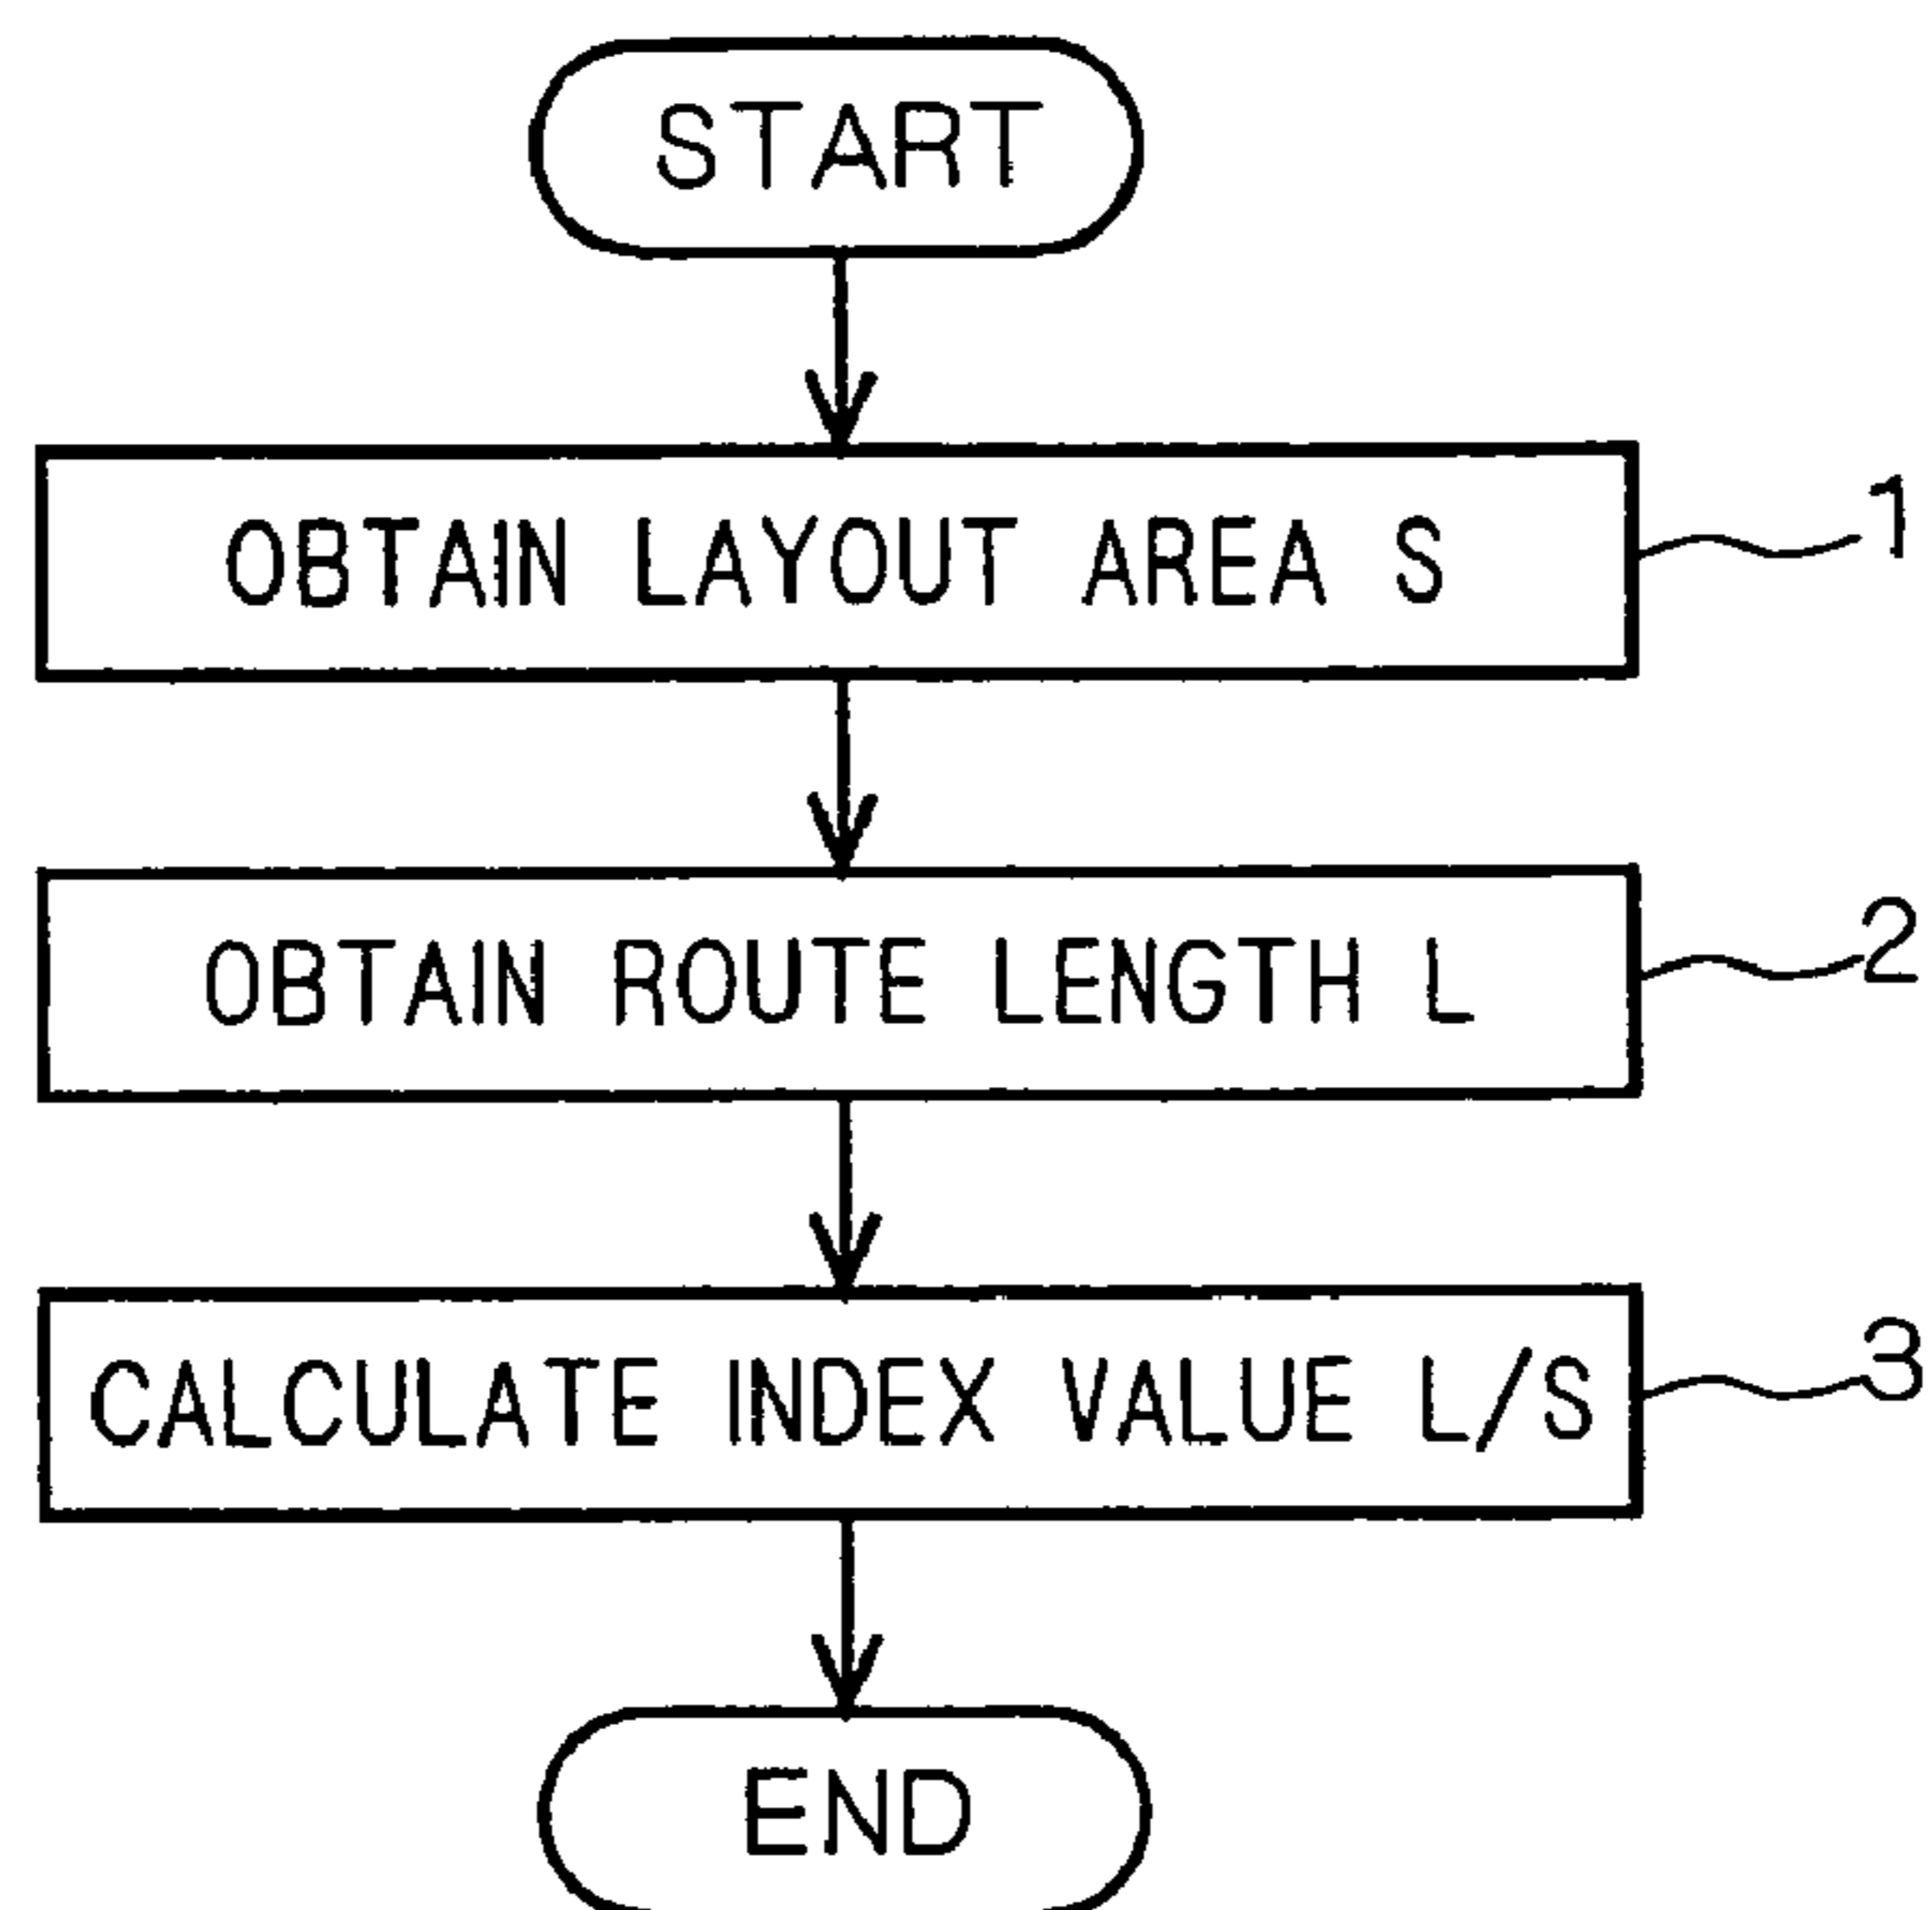 START
OBTAIN LAYOUT AREA S
1
OBTAIN ROUTE LENGTH L
2
CALCULATE INDEX VALUE L/S
3
END